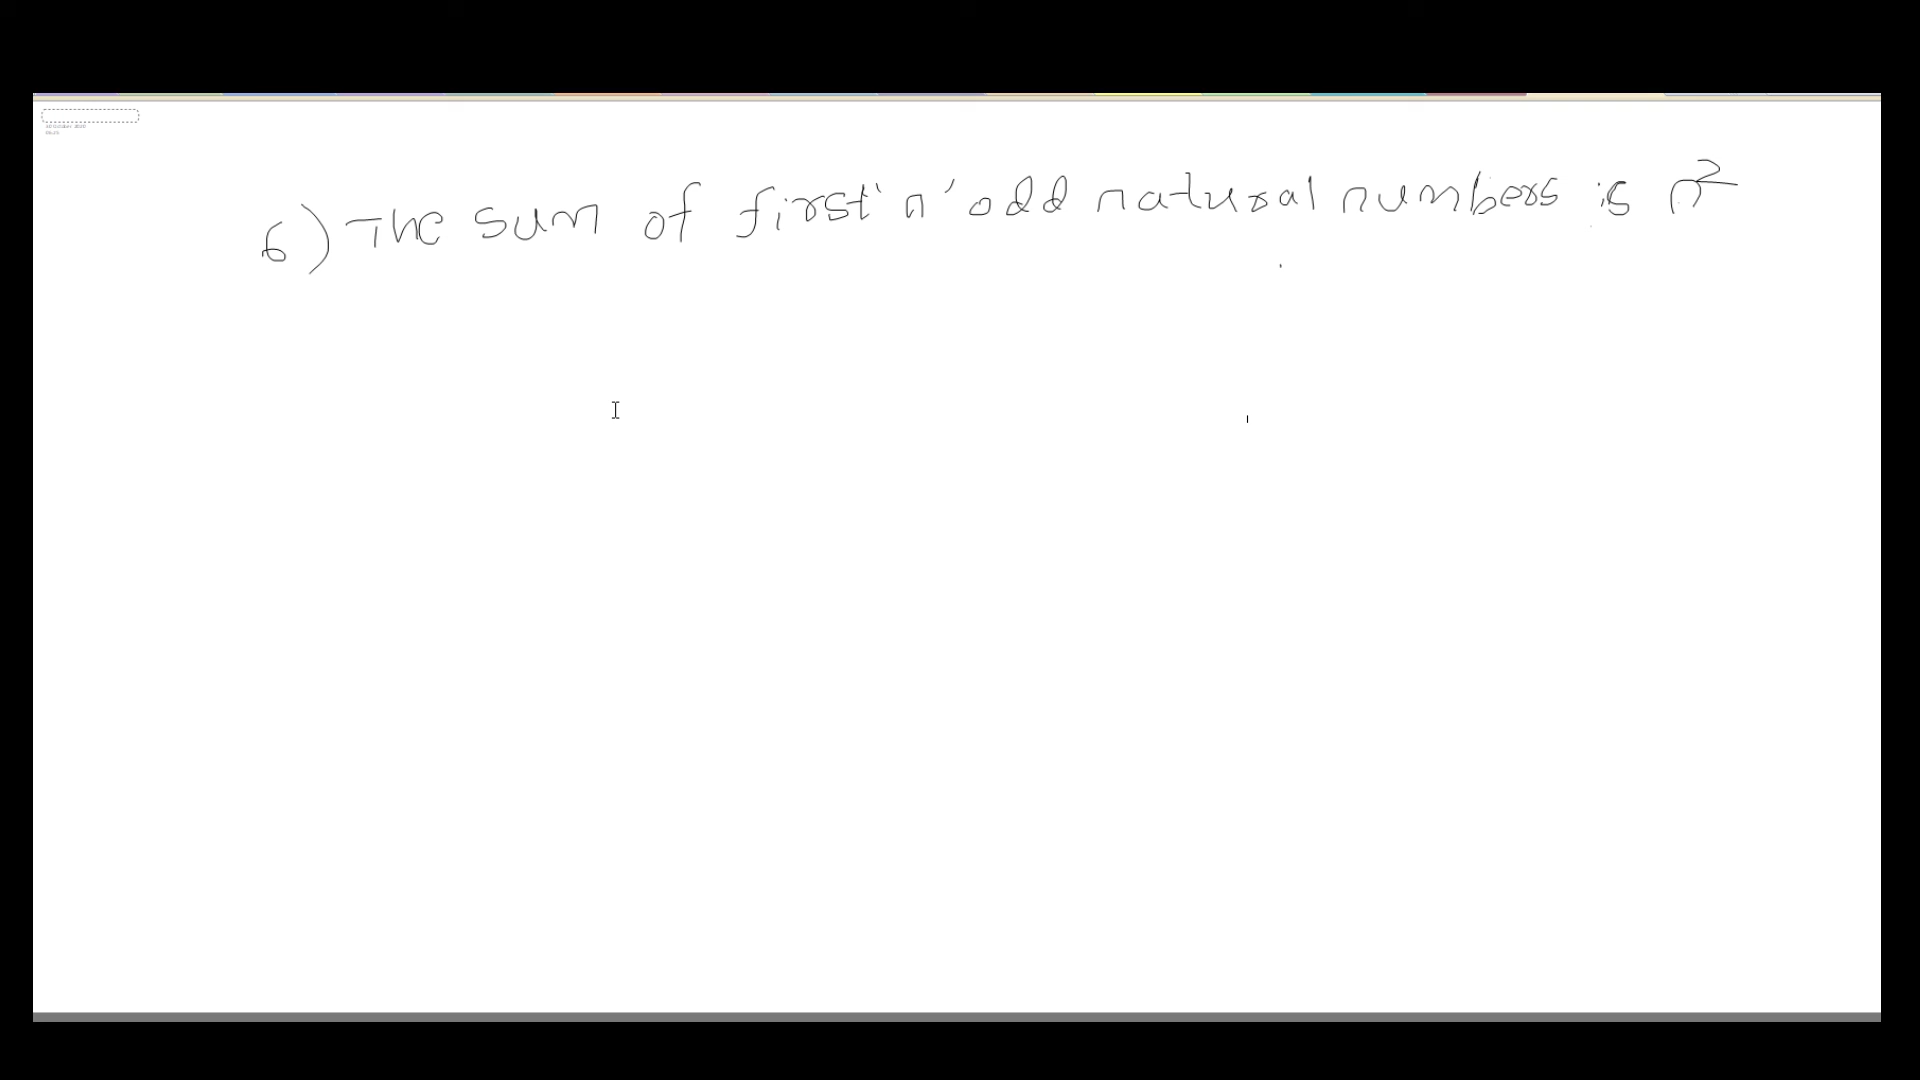 6) The sum of first 'n' odd natural numbers is n²